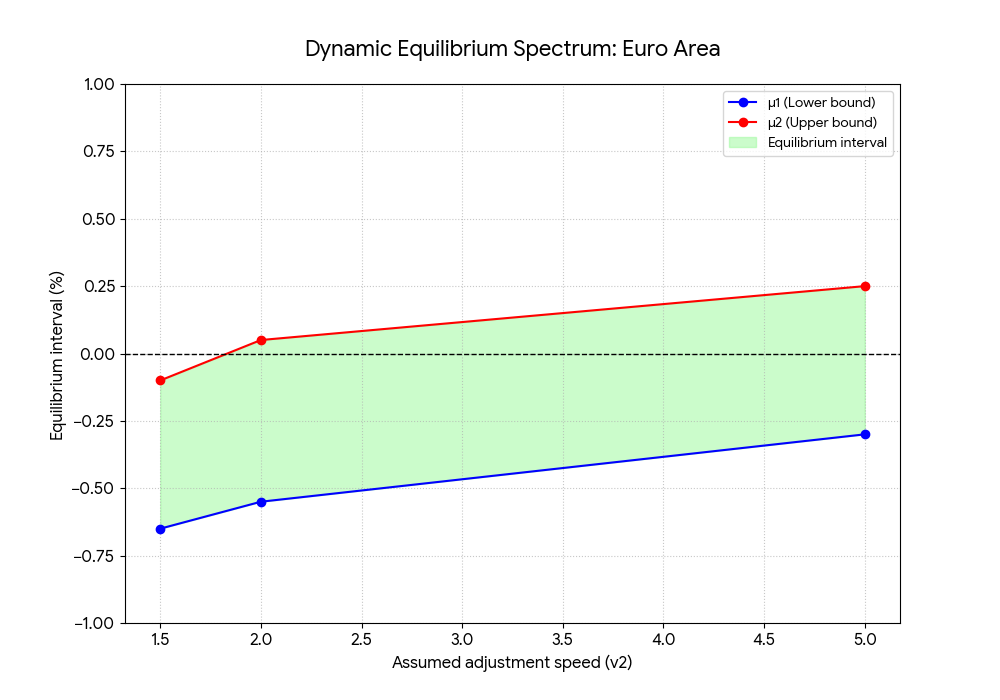 Dynamic Equilibrium Spectrum: Euro Area
μ1 (Lower bound)
μ2 (Upper bound)
Equilibrium interval
Equilibrium interval (%)
1.00
0.75
0.50
0.25
0.00
−0.25
−0.50
−0.75
−1.00
1.5 2.0 2.5 3.0 3.5 4.0 4.5 5.0
Assumed adjustment speed (v2)